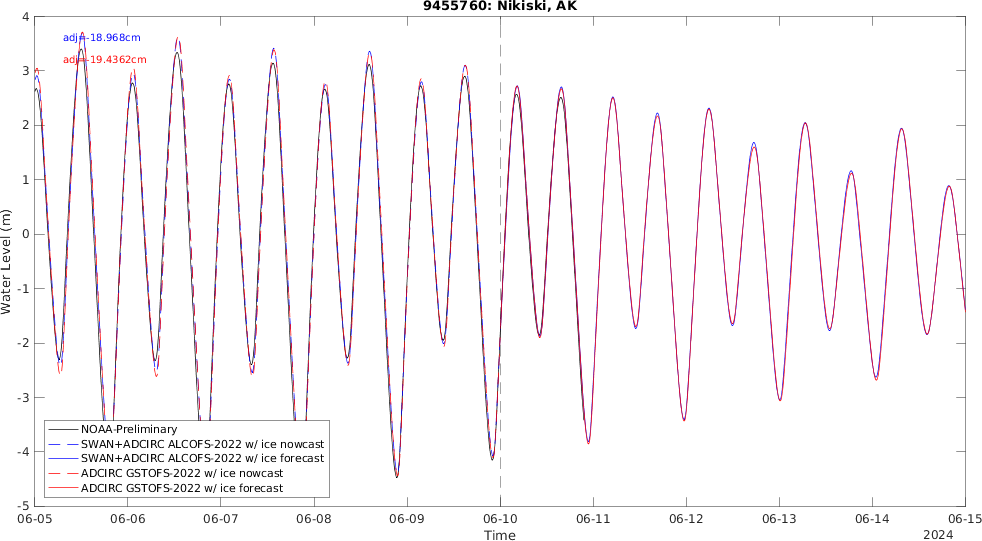 9455760: Nikiski, AK
adj=-18.968cm
adj=-19.4362cm
Water Level (m)
4
3
2
1
0
-1
-2
-3
-4
-5
NOAA-Preliminary
SWAN+ADCIRC ALCOFS-2022 w/ ice nowcast
SWAN+ADCIRC ALCOFS-2022 w/ ice forecast
ADCIRC GSTOFS-2022 w/ ice nowcast
ADCIRC GSTOFS-2022 w/ ice forecast
06-05 06-06 06-07 06-08 06-09 06-10 06-11 06-12 06-13 06-14 06-15
Time
2024